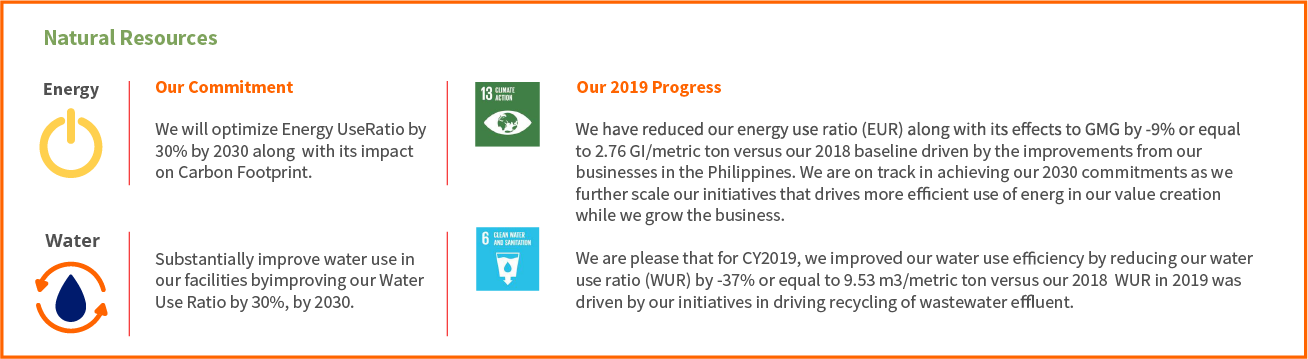 Natural Resources
Energy
Our Commitment
We will optimize Energy UseRatio by
30% by 2030 along with its impact
on Carbon Footprint.
13 CLIMATE
ACTION
Our 2019 Progress
We have reduced our energy use ratio (EUR) along with its effects to GMG by -9% or equal
to 2.76 GI/metric ton versus our 2018 baseline driven by the improvements from our
businesses in the Philippines. We are on track in achieving our 2030 commitments as we
further scale our initiatives that drives more efficient use of energ in our value creation
while we grow the business.
Water
Substantially improve water use in
our facilities byimproving our Water
Use Ratio by 30%, by 2030.
6 CLEAN WATER
AND SANITATION
We are please that for CY2019, we improved our water use efficiency by reducing our water
use ratio (WUR) by -37% or equal to 9.53 m3/metric ton versus our 2018 WUR in 2019 was
driven by our initiatives in driving recycling of wastewater effluent.